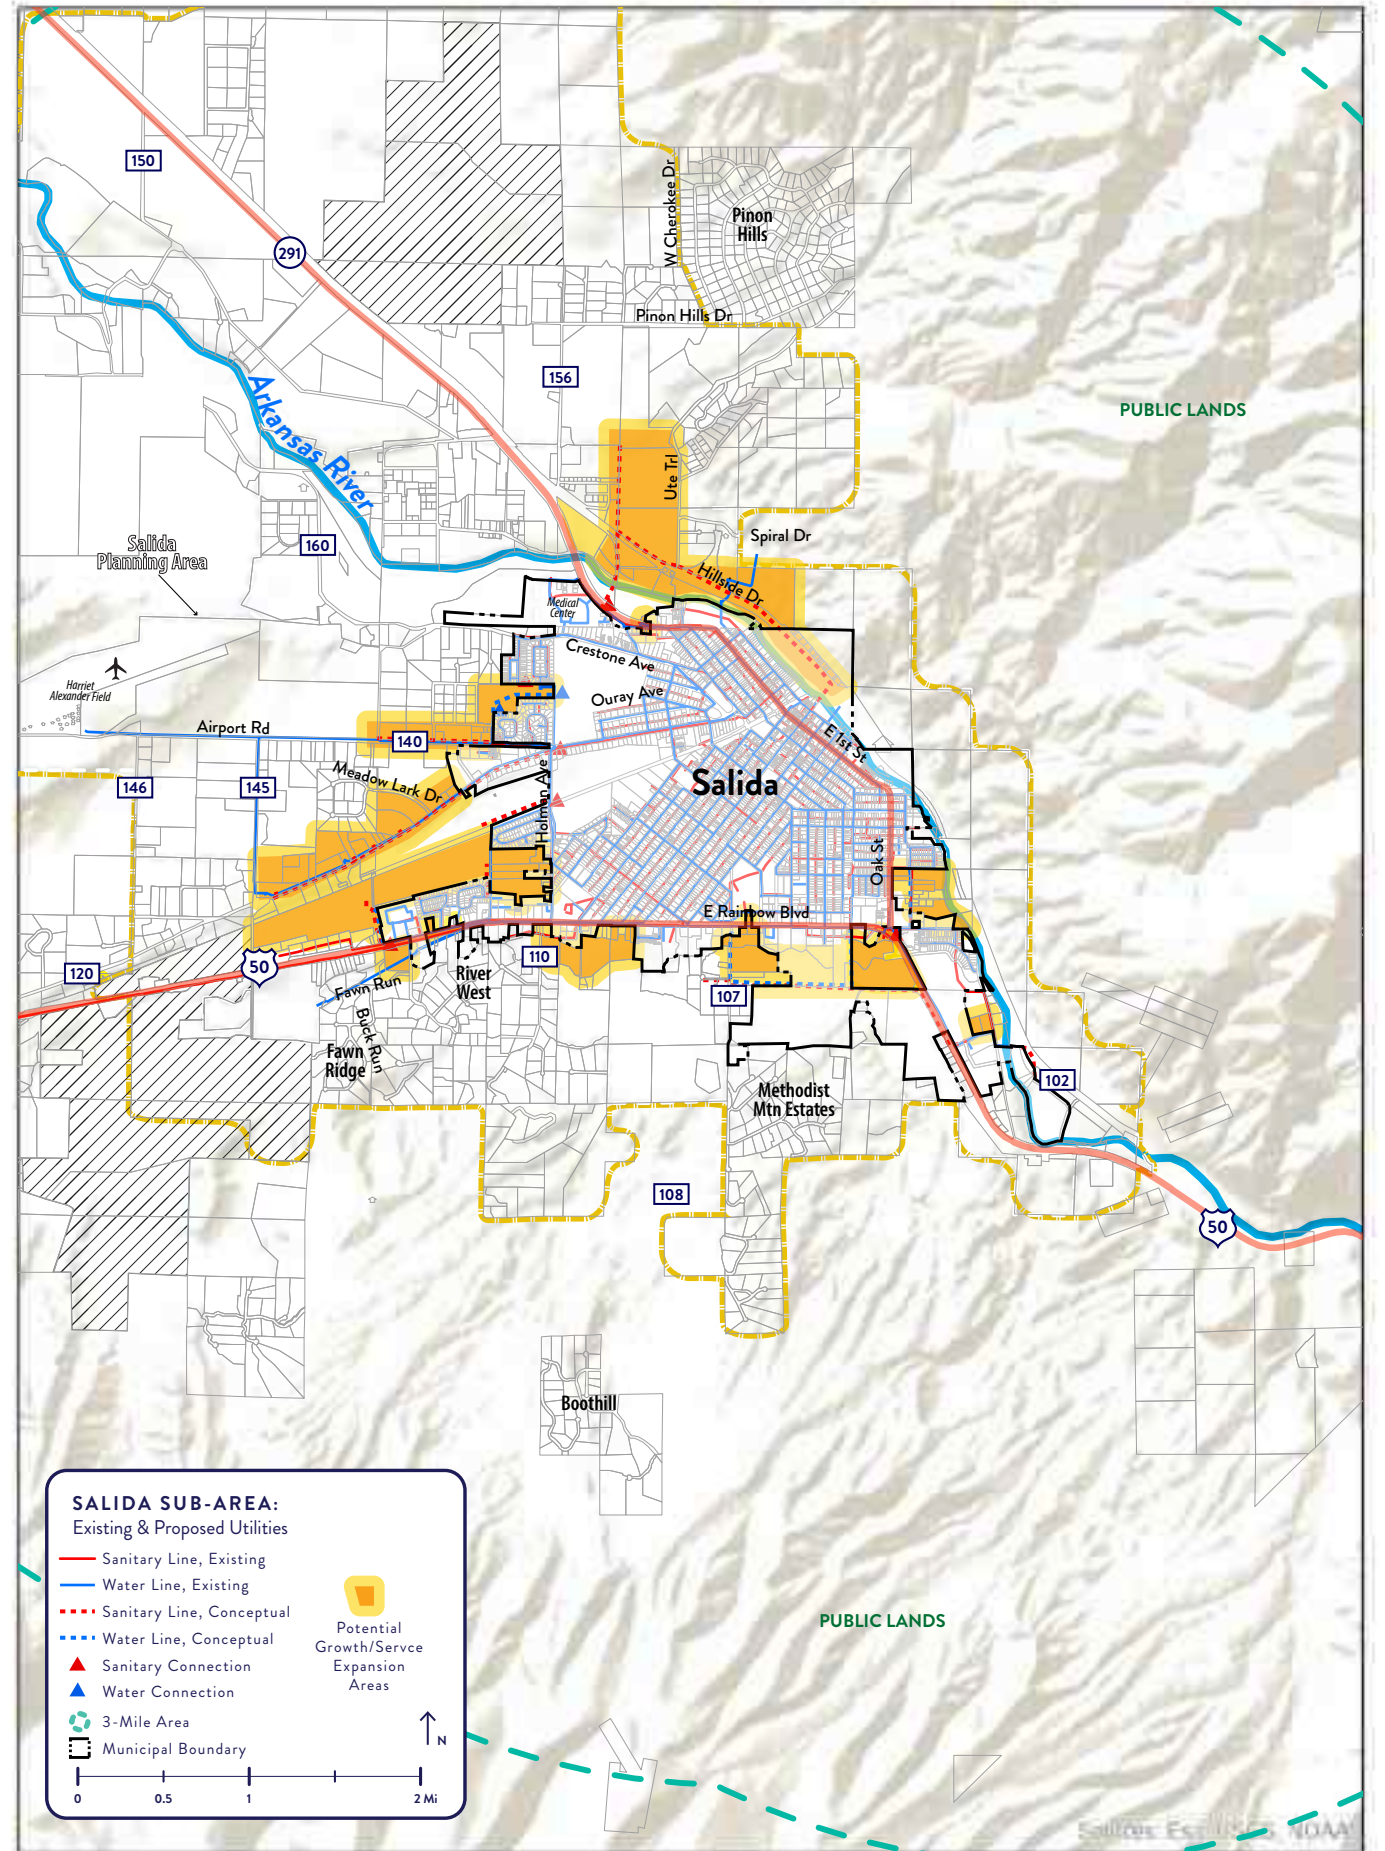 150
W Cherokee Dr
Pinon
Hills
291
Pinon Hills Dr
156
Arkansas River
PUBLIC LANDS
Ute Trl
160
Spiral Dr
Salida
Planning Area
Hillside Dr
Medical
Center
Crestone Ave
Harriet
Alexander Field
Ouray Ave
Airport Rd
140
E 1st St
Meadow Lark Dr
146
145
Salida
Holman Ave
Oak St
E Rainbow Blvd
120
50
110
River
West
Fawn Run
107
Buck Run
Fawn
Ridge
102
Methodist
Mtn Estates
108
50
Boothill
SALIDA SUB-AREA:
Existing & Proposed Utilities
Sanitary Line, Existing
Water Line, Existing
Sanitary Line, Conceptual
Water Line, Conceptual
Sanitary Connection
Water Connection
3-Mile Area
Municipal Boundary
Potential
Growth/Servce
Expansion
Areas
N
0 0.5 1 2 Mi
PUBLIC LANDS